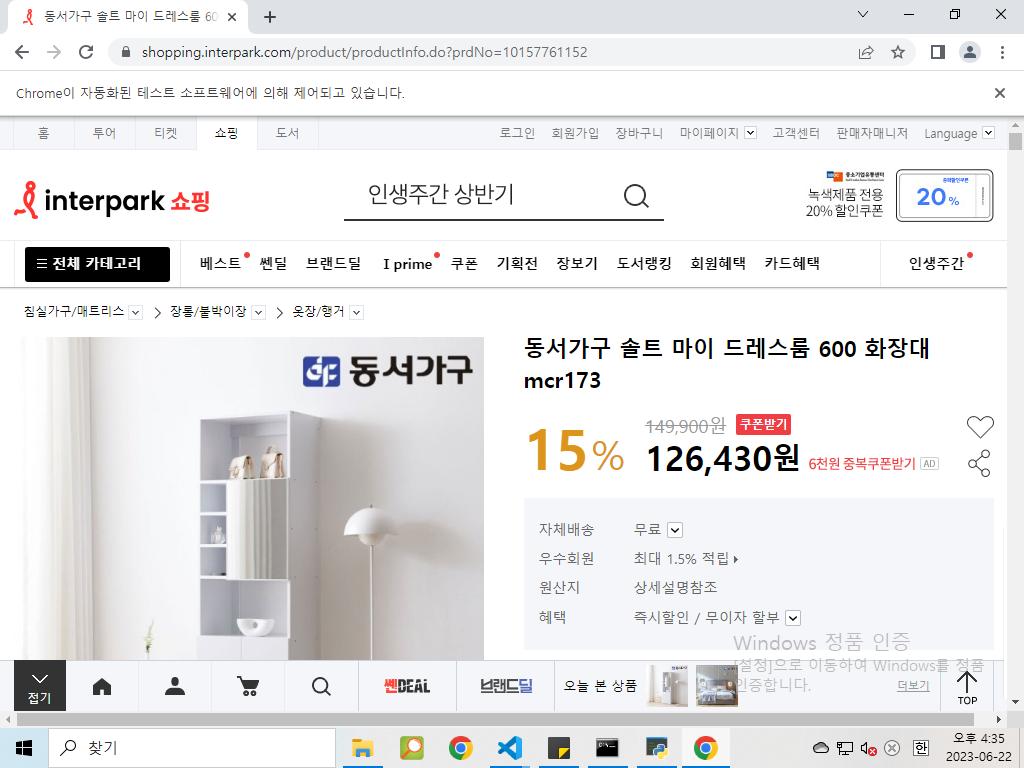 동서가구 솔트 마이 드레스룸 60
shopping.interpark.com/product/productInfo.do?prdNo=10157761152
Chrome이 자동화된 테스트 소프트웨어에 의해 제어되고 있습니다.
홈 투어 티켓 쇼핑 도서 로그인 회원가입 장바구니 마이페이지 고객센터 판매자매니저 Language
interpark 쇼핑 인생주간 상반기
중소기업유통센터
녹색제품 전용
20% 할인쿠폰
20%
전체 카테고리 베스트 쎈딜 브랜드딜 I prime 쿠폰 기획전 장보기 도서랭킹 회원혜택 카드혜택 인생주간
침실가구/매트리스 장롱/붙박이장 옷장/행거
동서가구
동서가구 솔트 마이 드레스룸 600 화장대
mcr173
15% 149,900원 쿠폰받기
126,430원 6천원 중복쿠폰받기 AD
자체배송 무료
우수회원 최대 1.5% 적립
원산지 상세설명참조
혜택 즉시할인 / 무이자 할부
Windows 정품 인증
[설정]으로 이동하여 Windows를 정품
인증합니다.
접기 쎈DEAL 브랜드딜 오늘 본 상품 더보기 TOP
찾기
한
오후 4:35
2023-06-22